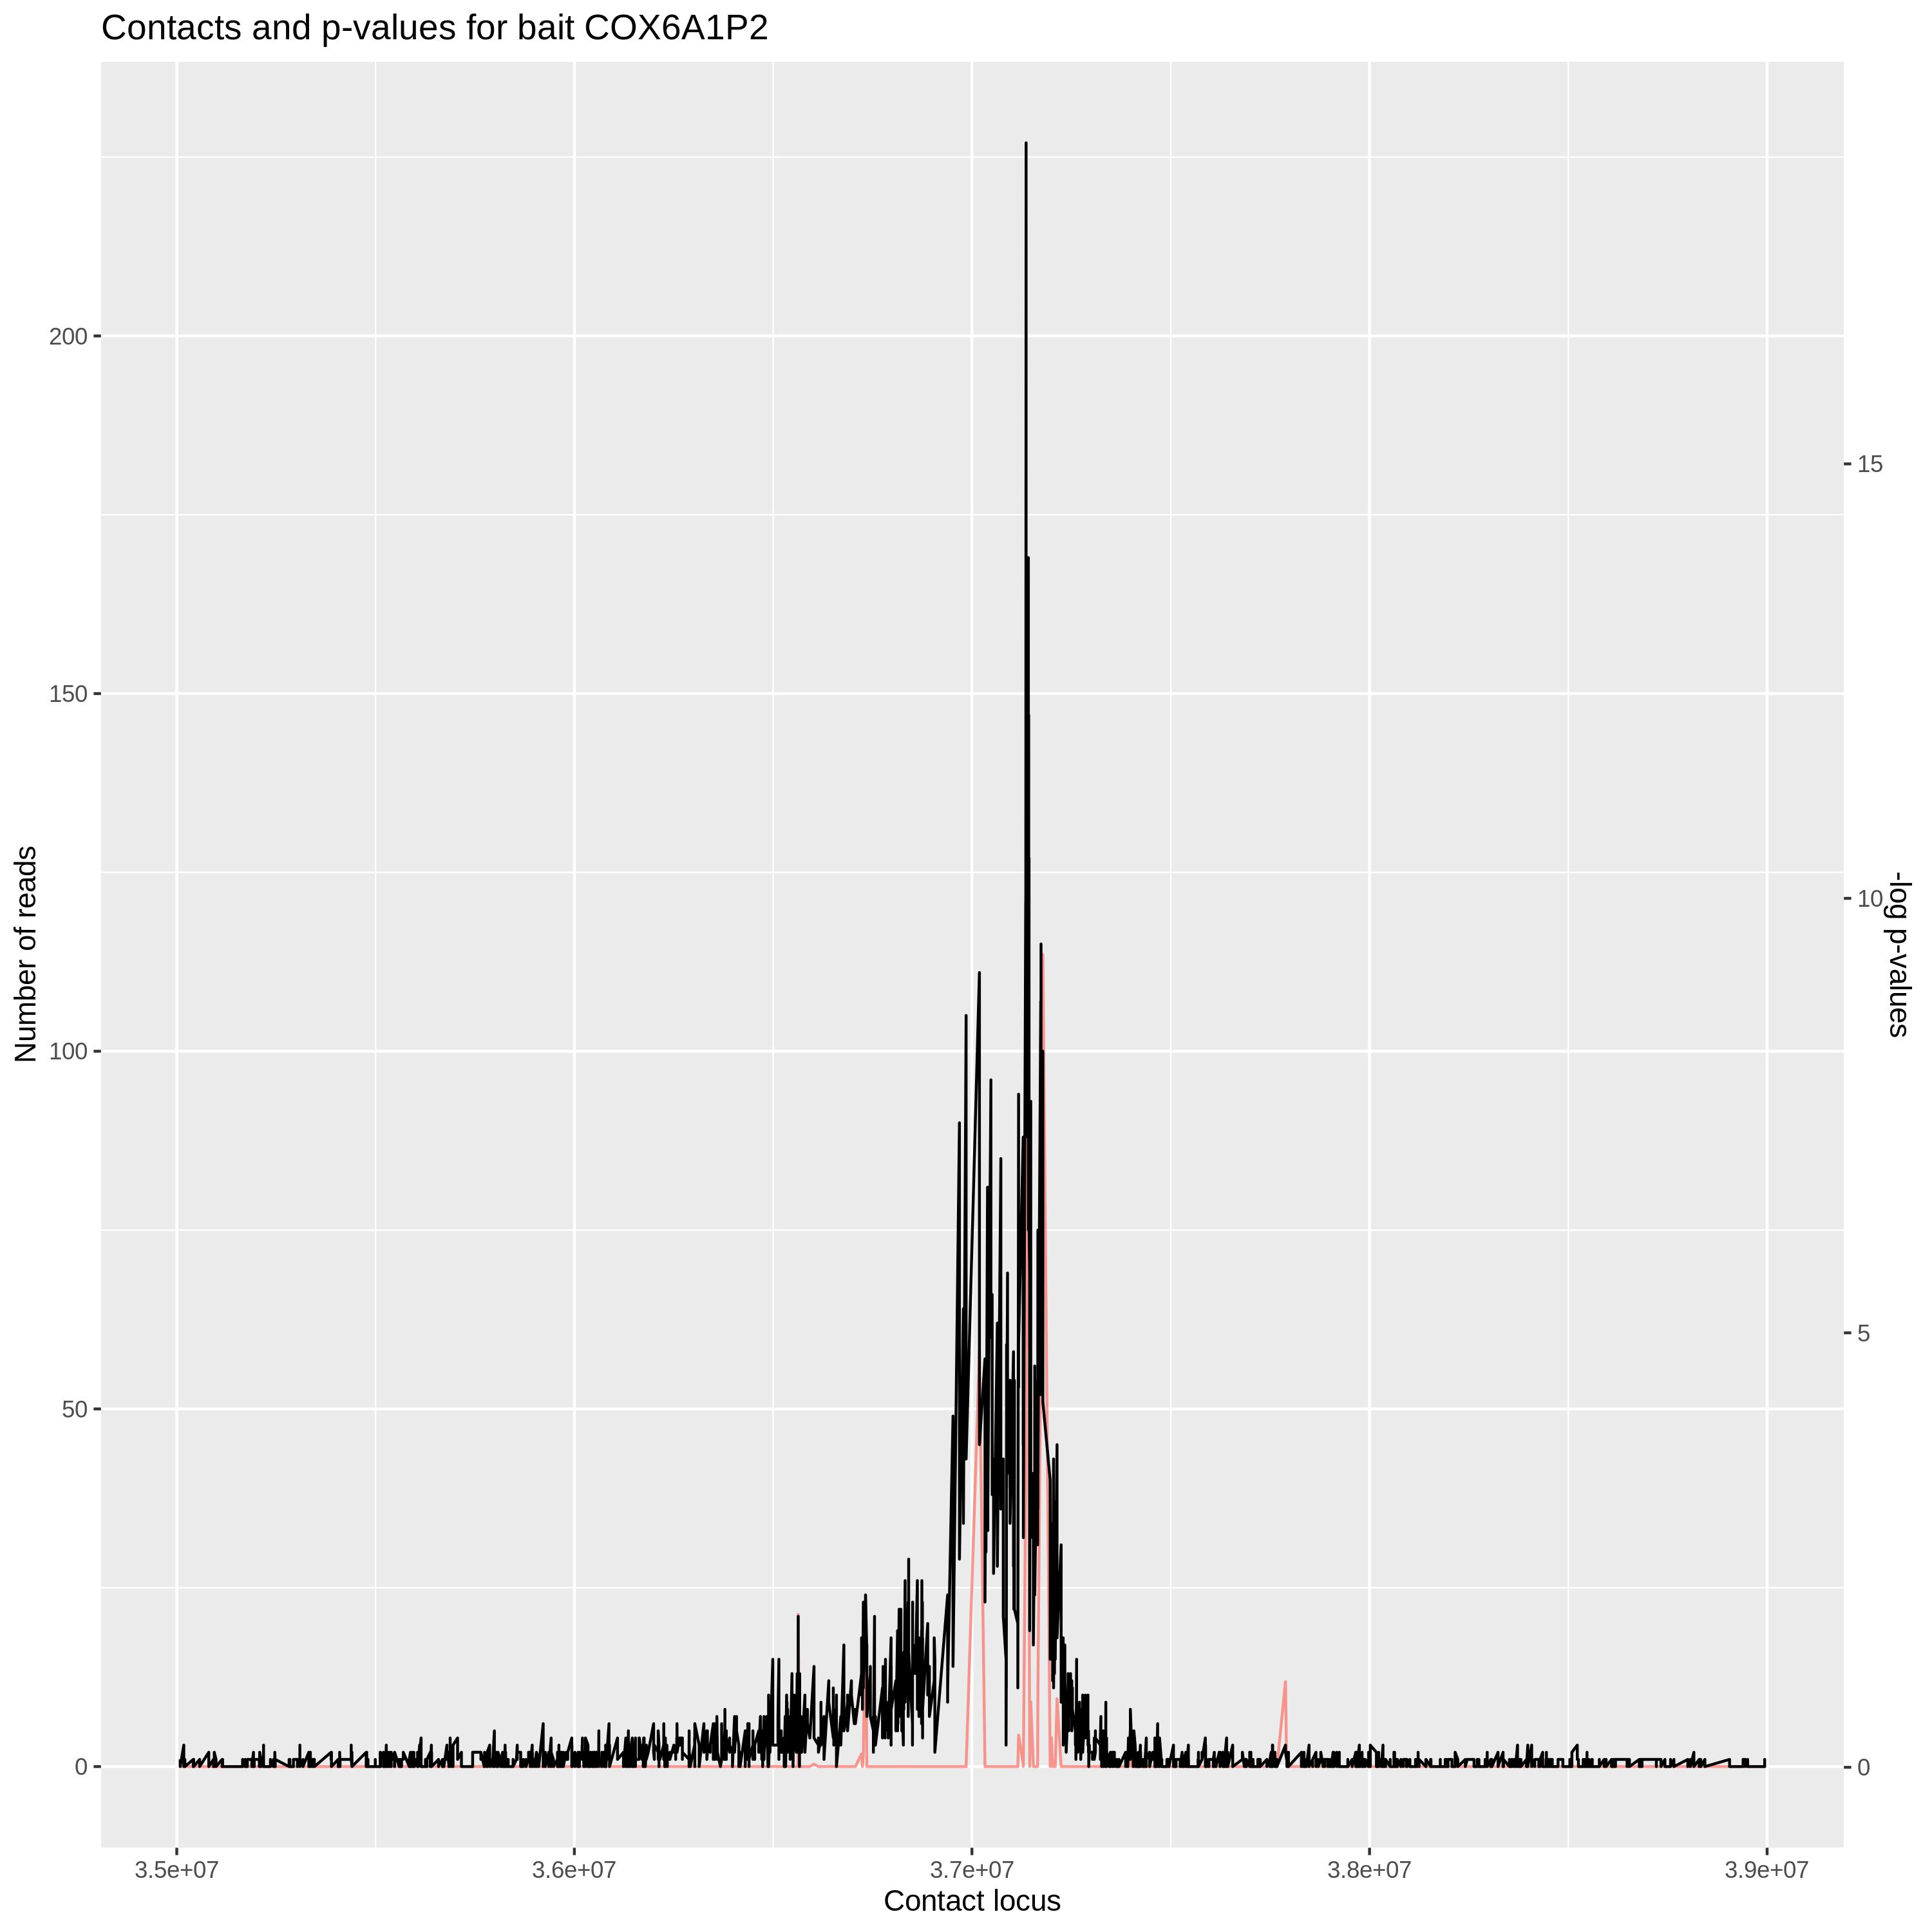 Contacts and p-values for bait COX6A1P2
Number of reads
200
150
100
50
0
15
10
5
0
-log p-values
3.5e+07
3.6e+07
3.7e+07
3.8e+07
3.9e+07
Contact locus